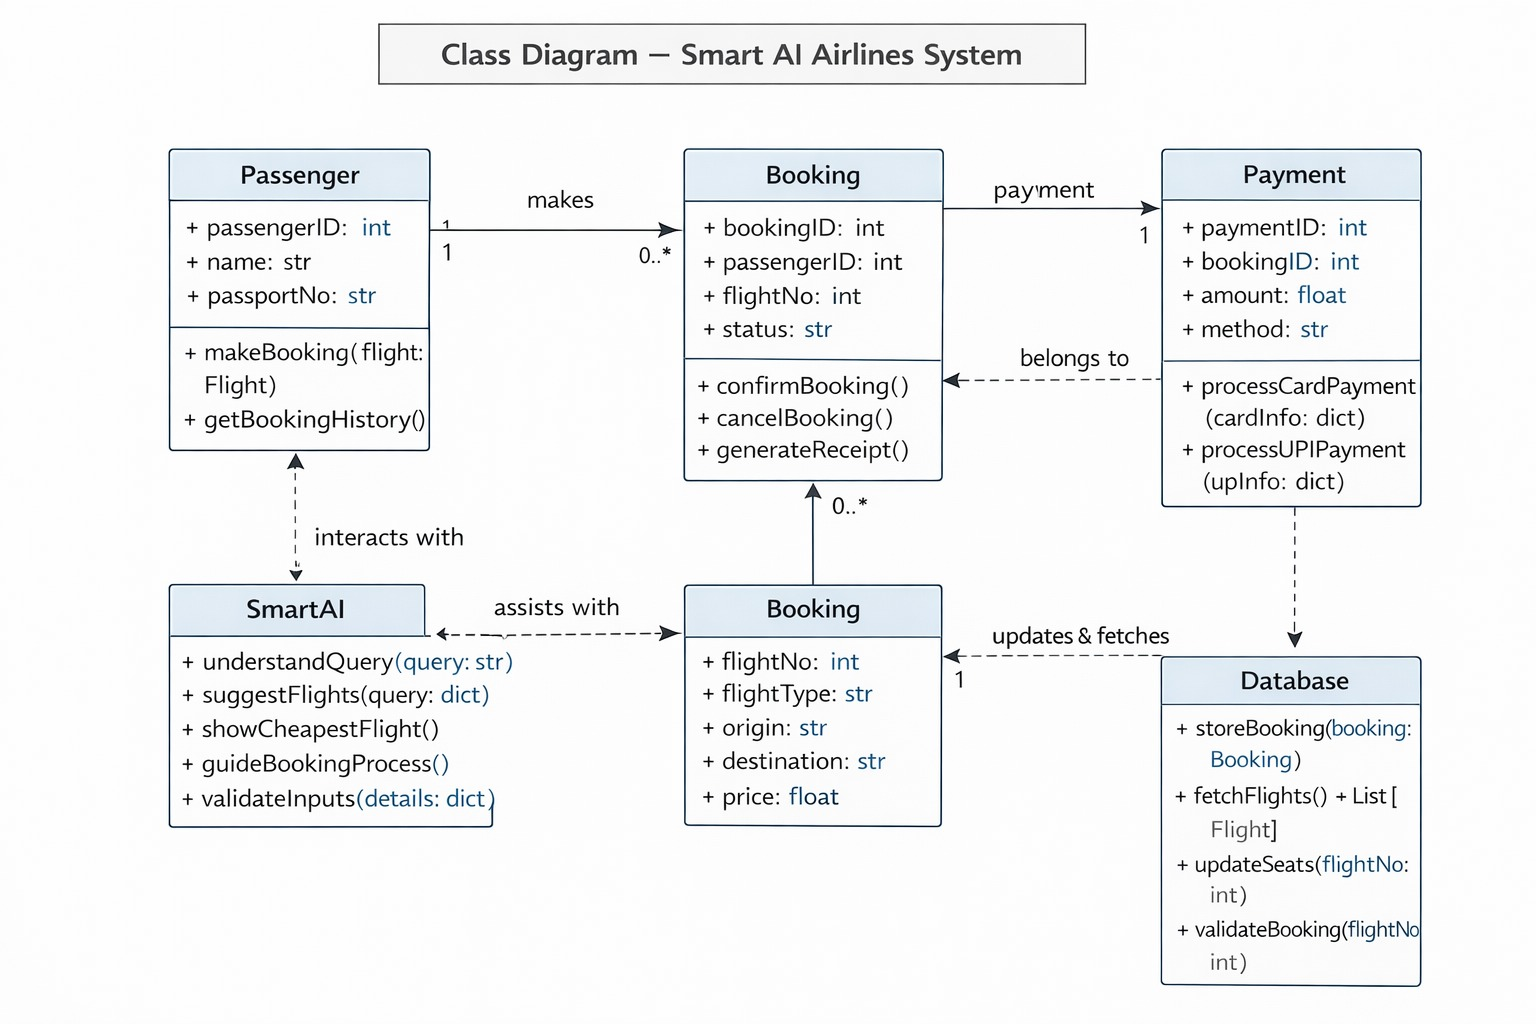 Class Diagram — Smart AI Airlines System
Passenger
+ passengerID: int
+ name: str
+ passportNo: str
+ makeBooking(flight:
Flight)
+ getBookingHistory()
makes
1
1
0..*
Booking
+ bookingID: int
+ passengerID: int
+ flightNo: int
+ status: str
+ confirmBooking()
+ cancelBooking()
+ generateReceipt()
payment
1
belongs to
Payment
+ paymentID: int
+ bookingID: int
+ amount: float
+ method: str
+ processCardPayment
(cardInfo: dict)
+ processUPIPayment
(upInfo: dict)
interacts with
0..*
SmartAI
+ understandQuery(query: str)
+ suggestFlights(query: dict)
+ showCheapestFlight()
+ guideBookingProcess()
+ validateInputs(details: dict)
assists with
Booking
+ flightNo: int
+ flightType: str
+ origin: str
+ destination: str
+ price: float
updates & fetches
1
Database
+ storeBooking(booking:
Booking)
+ fetchFlights() + List[
Flight]
+ updateSeats(flightNo:
int)
+ validateBooking(flightNo
int)